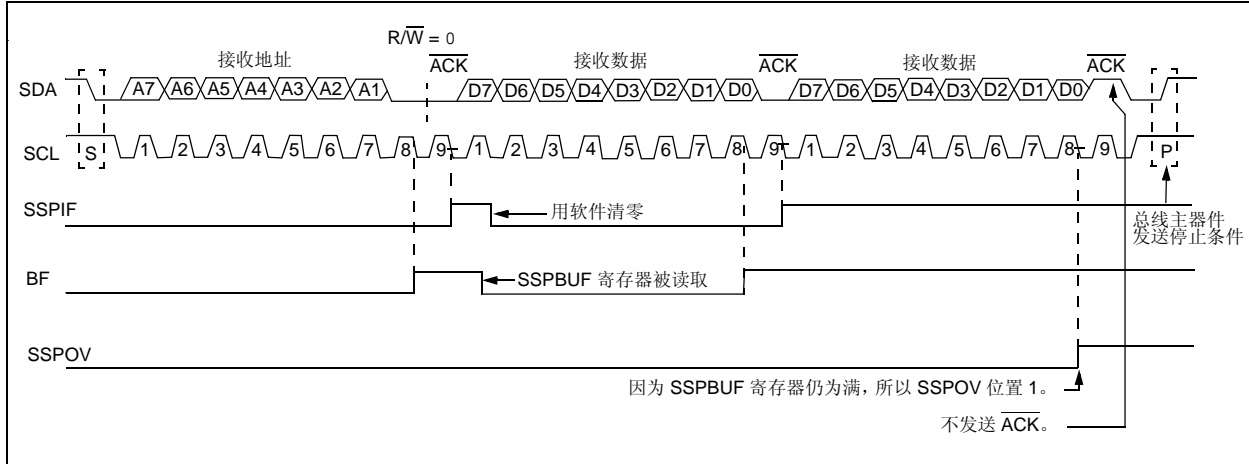 R/W = 0
接收地址 ACK 接收数据 ACK 接收数据 ACK
SDA A7 A6 A5 A4 A3 A2 A1 D7 D6 D5 D4 D3 D2 D1 D0 D7 D6 D5 D4 D3 D2 D1 D0
SCL S 1 2 3 4 5 6 7 8 9 1 2 3 4 5 6 7 8 9 1 2 3 4 5 6 7 8 9 P
SSPIF 用软件清零
总线主器件
发送停止条件
BF SSPBUF 寄存器被读取
SSPOV
因为 SSPBUF 寄存器仍为满，所以 SSPOV 位置 1。
不发送 ACK。